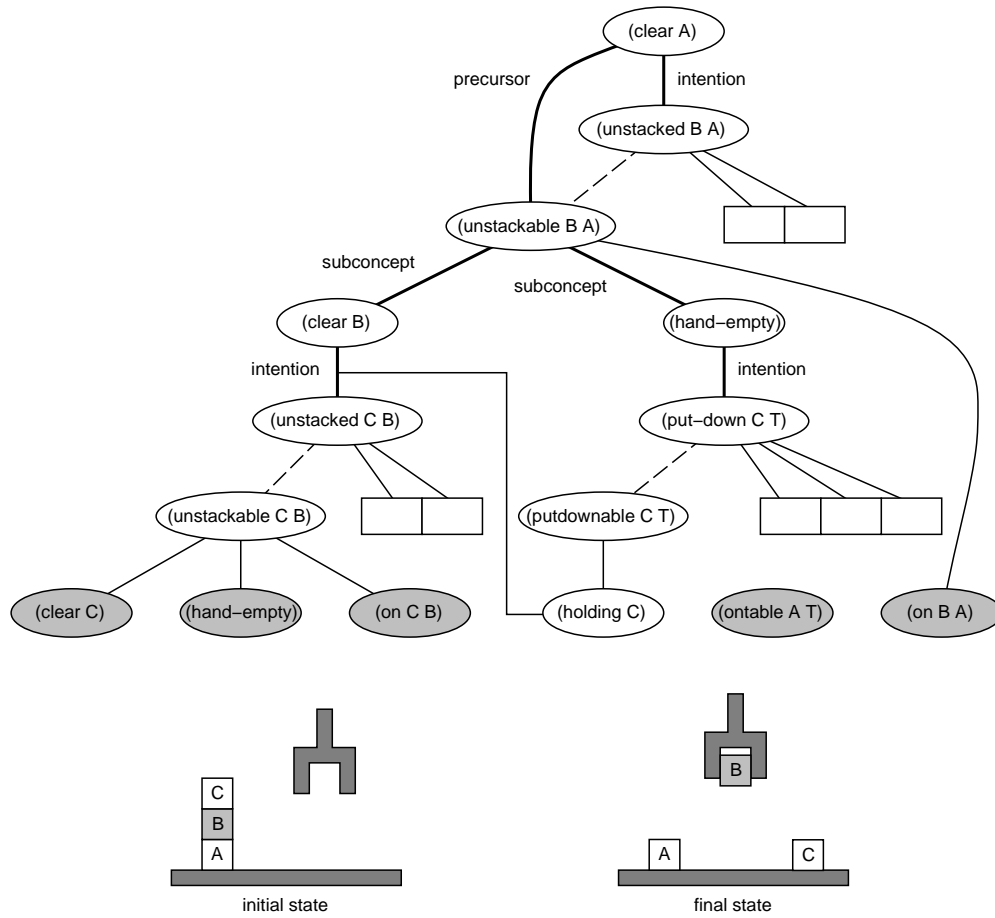 (clear A)
precursor
intention
(unstacked B A)
(unstackable B A)
subconcept
subconcept
(clear B)
(hand−empty)
intention
intention
(unstacked C B)
(put−down C T)
(unstackable C B)
(putdownable C T)
(clear C)
(hand−empty)
(on C B)
(holding C)
(ontable A T)
(on B A)
B
C
B
A
A
C
initial state
final state